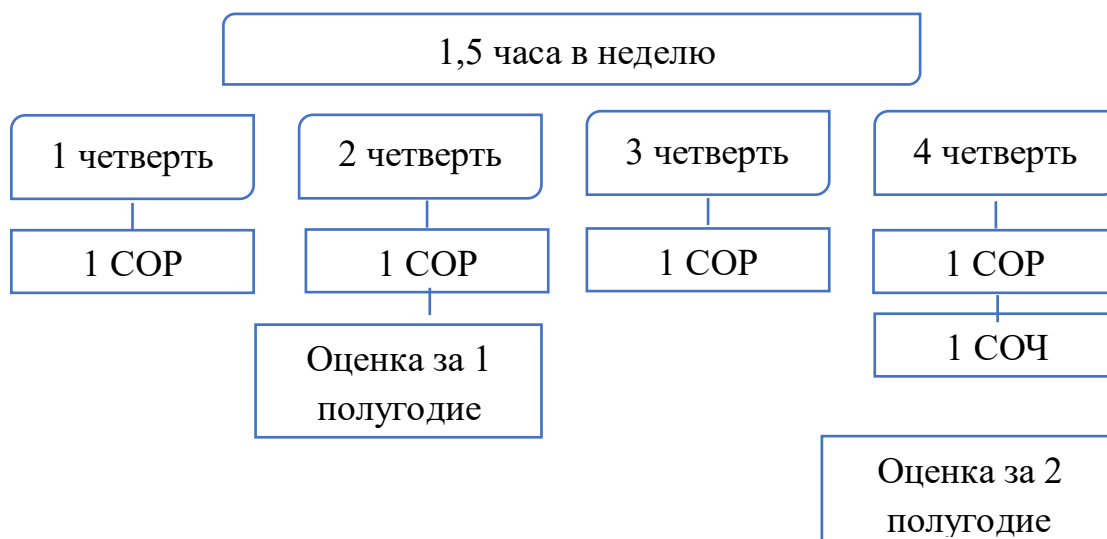 1,5 часа в неделю
1 четверть
2 четверть
3 четверть
4 четверть
1 СОР
1 СОР
1 СОР
1 СОР
Оценка за 1
полугодие
1 СОЧ
Оценка за 2
полугодие